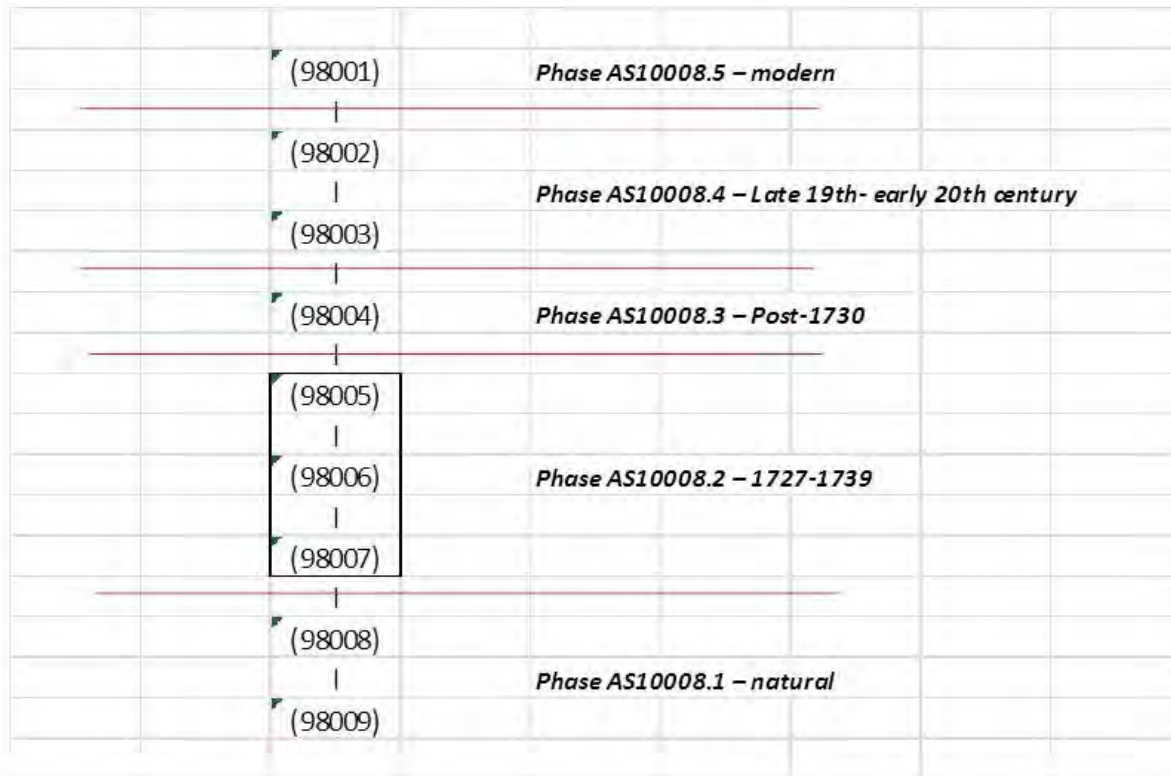 (98001) Phase AS10008.5 – modern
(98002)
Phase AS10008.4 – Late 19th- early 20th century
(98003)
(98004) Phase AS10008.3 – Post-1730
(98005)
(98006) Phase AS10008.2 – 1727-1739
(98007)
(98008)
Phase AS10008.1 – natural
(98009)